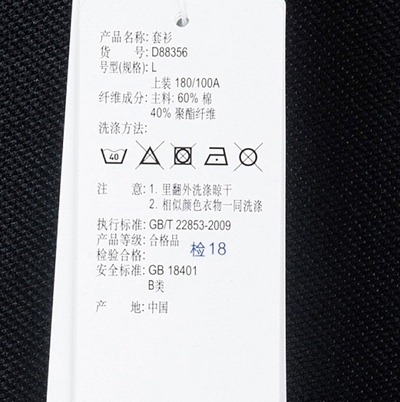 产品名称: 套衫
货 号: D88356
号型(规格): L
上装 180/100A
纤维成分: 主料: 60% 棉
40% 聚酯纤维
洗涤方法:
40
注 意: 1. 里翻外洗涤晾干
2. 相似颜色衣物一同洗涤
执行标准: GB/T 22853-2009
产品等级: 合格品
检验合格: 检18
安全标准: GB 18401
B类
产 地: 中国